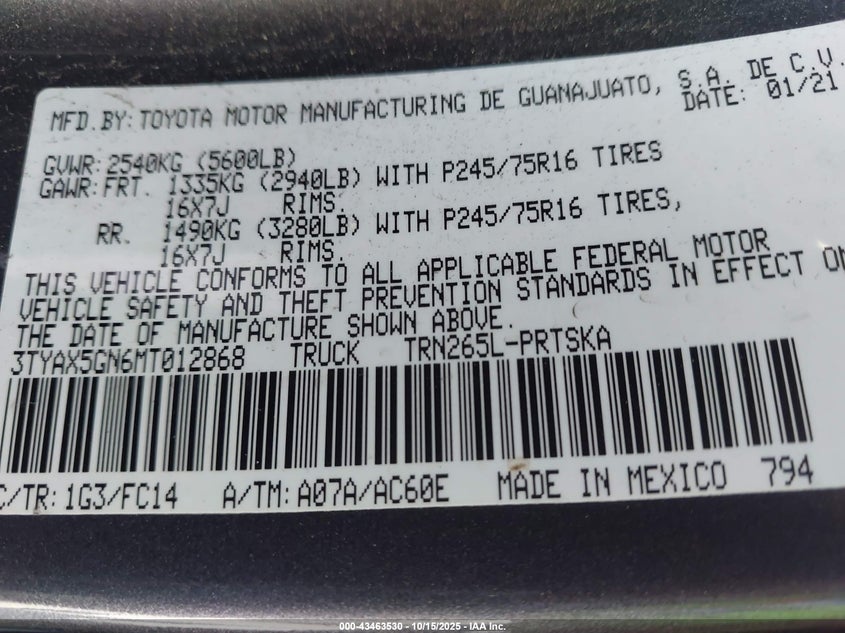 MFD.BY:TOYOTA MOTOR MANUFACTURING DE GUANAJUATO, S.A. DE C.V.
DATE: 01/21
GVWR:2540KG (5600LB)
GAWR:FRT. 1335KG (2940LB) WITH P245/75R16 TIRES
16X7J RIMS.
RR. 1490KG (3280LB) WITH P245/75R16 TIRES,
16X7J RIMS.
THIS VEHICLE CONFORMS TO ALL APPLICABLE FEDERAL MOTOR
VEHICLE SAFETY AND THEFT PREVENTION STANDARDS IN EFFECT ON
THE DATE OF MANUFACTURE SHOWN ABOVE.
3TYAX5GN6MT012868 TRUCK TRN265L-PRTSKA
C/TR:1G3/FC14 A/TM:A07A/AC60E MADE IN MEXICO 794
000-43463530 - 10/15/2025 - IAA Inc.